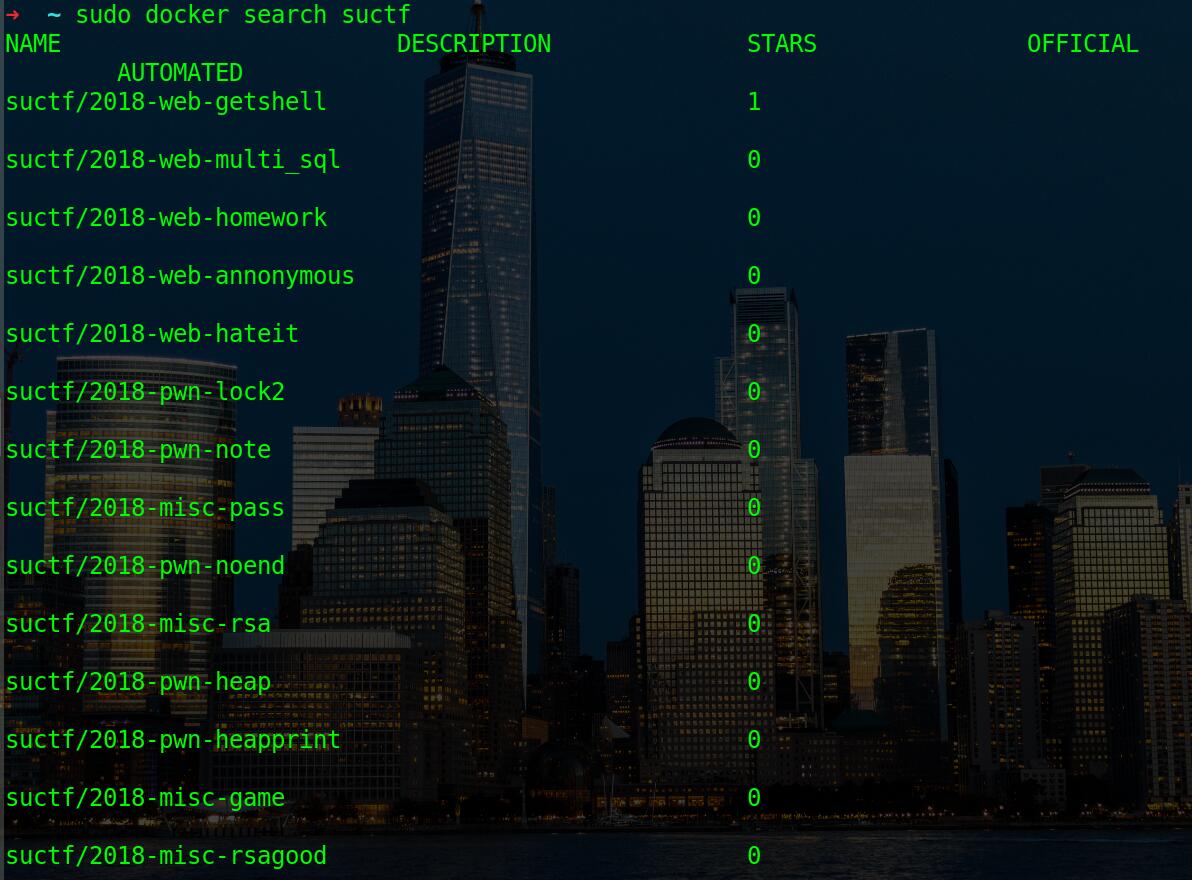 ➜  ~ sudo docker search suctf
NAME                        DESCRIPTION              STARS               OFFICIAL
        AUTOMATED
suctf/2018-web-getshell                              1
suctf/2018-web-multi_sql                             0
suctf/2018-web-homework                              0
suctf/2018-web-annonymous                            0
suctf/2018-web-hateit                                0
suctf/2018-pwn-lock2                                 0
suctf/2018-pwn-note                                  0
suctf/2018-misc-pass                                 0
suctf/2018-pwn-noend                                 0
suctf/2018-misc-rsa                                  0
suctf/2018-pwn-heap                                  0
suctf/2018-pwn-heapprint                             0
suctf/2018-misc-game                                 0
suctf/2018-misc-rsagood                              0